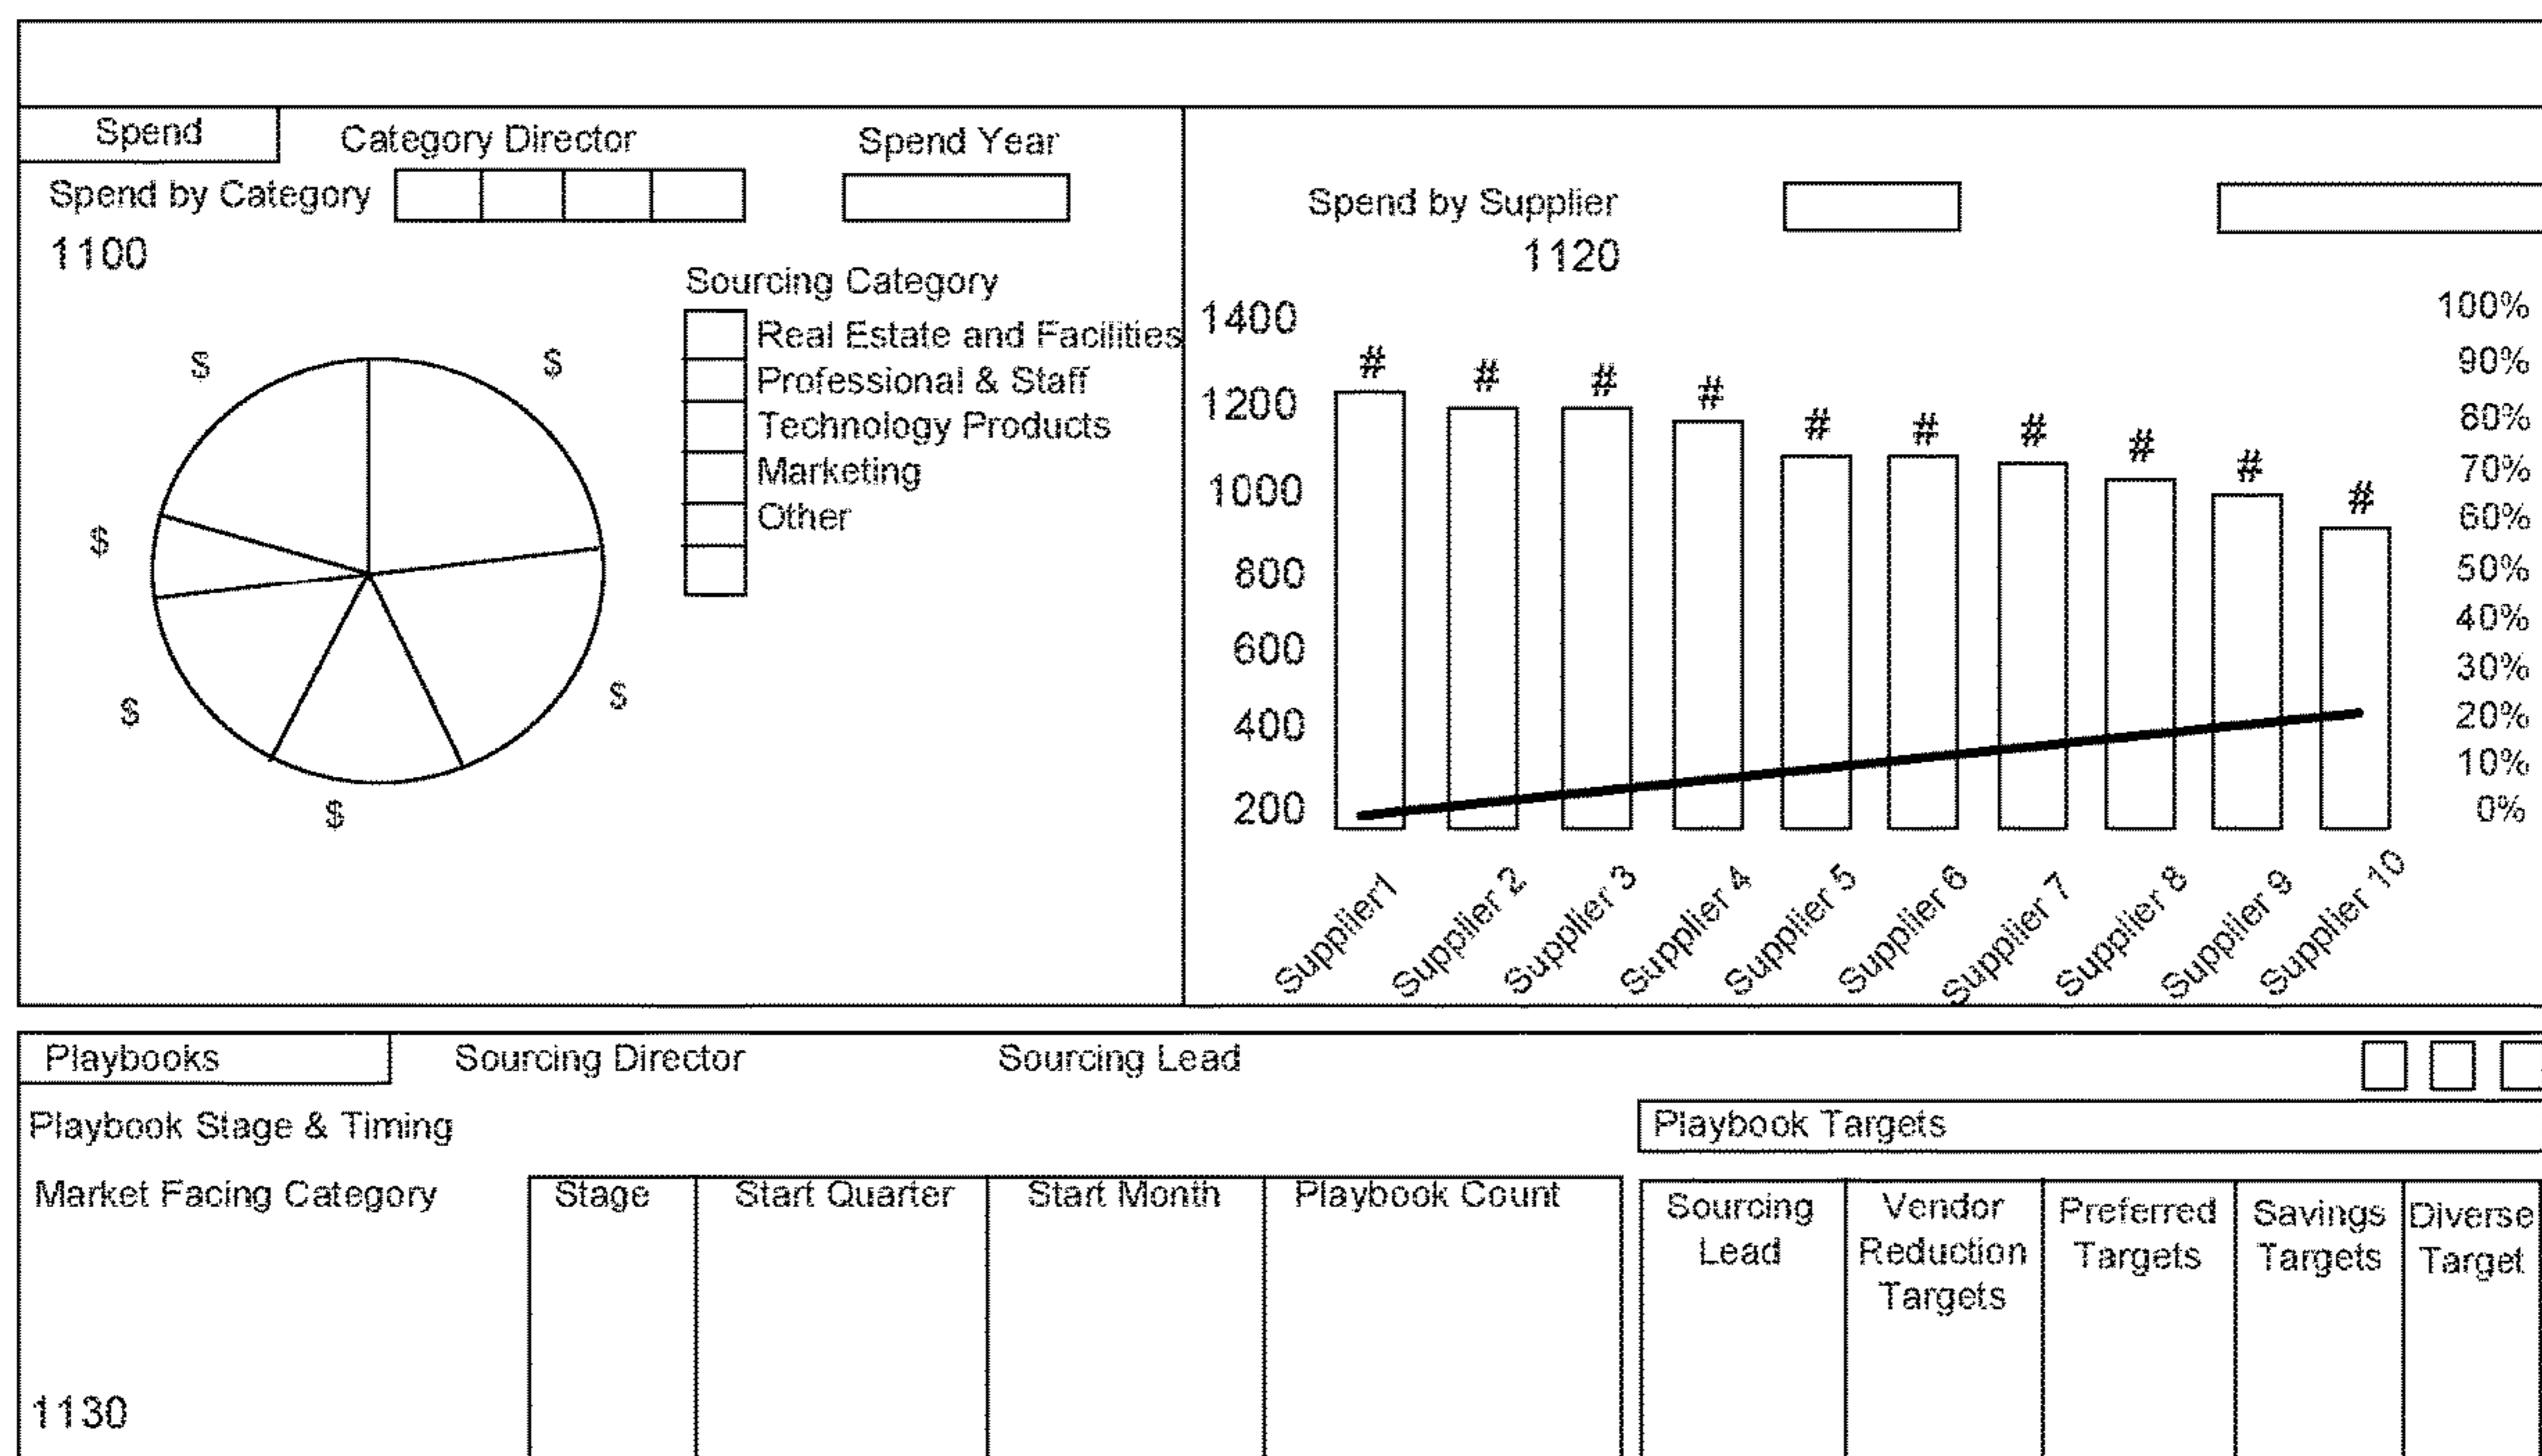 Spend
Category Director
Spend Year
Spend by Category
1100
Sourcing Category
Real Estate and Facilities
Professional & Staff
Technology Products
Marketing
Other
$
$
$
$
$
$
Spend by Supplier
1120
1400
1200
1000
800
600
400
200
# # # # # # # # # #
100%
90%
80%
70%
60%
50%
40%
30%
20%
10%
0%
Supplier1
Supplier 2
Supplier 3
Supplier 4
Supplier 5
Supplier 6
Supplier 7
Supplier 8
Supplier 9
Supplier 10
Playbooks
Sourcing Director
Sourcing Lead
Playbook Stage & Timing
Market Facing Category
Stage
Start Quarter
Start Month
Playbook Count
1130
Playbook Targets
Sourcing
Lead
Vendor
Reduction
Targets
Preferred
Targets
Savings
Targets
Diverse
Target